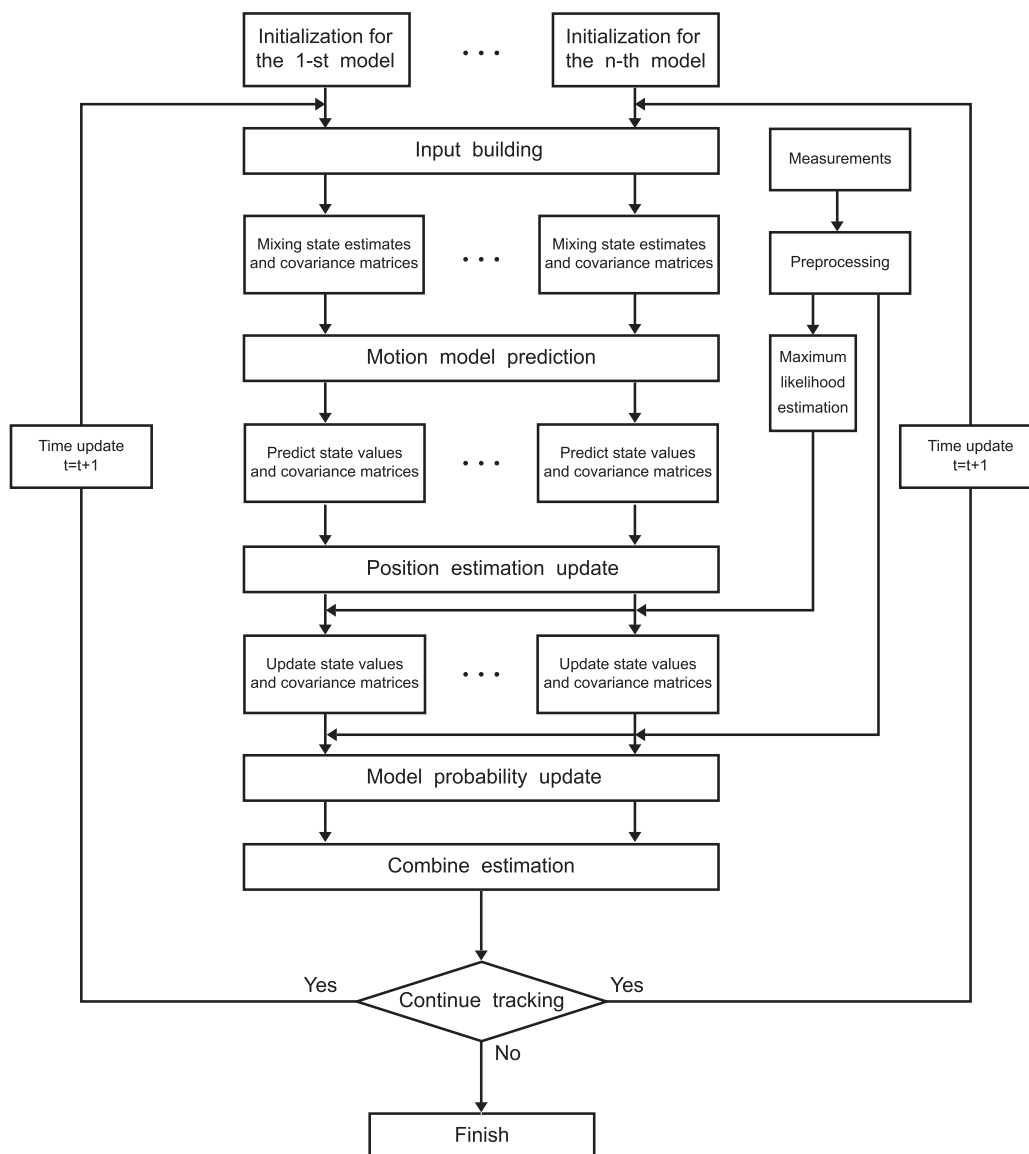 Initialization for
the 1-st model
. . .
Initialization for
the n-th model
Input building
Measurements
Mixing state estimates
and covariance matrices
. . .
Mixing state estimates
and covariance matrices
Preprocessing
Motion model prediction
Maximum
likelihood
estimation
Time update
t=t+1
Predict state values
and covariance matrices
. . .
Predict state values
and covariance matrices
Time update
t=t+1
Position estimation update
Update state values
and covariance matrices
. . .
Update state values
and covariance matrices
Model probability update
Combine estimation
Yes
Continue tracking
Yes
No
Finish